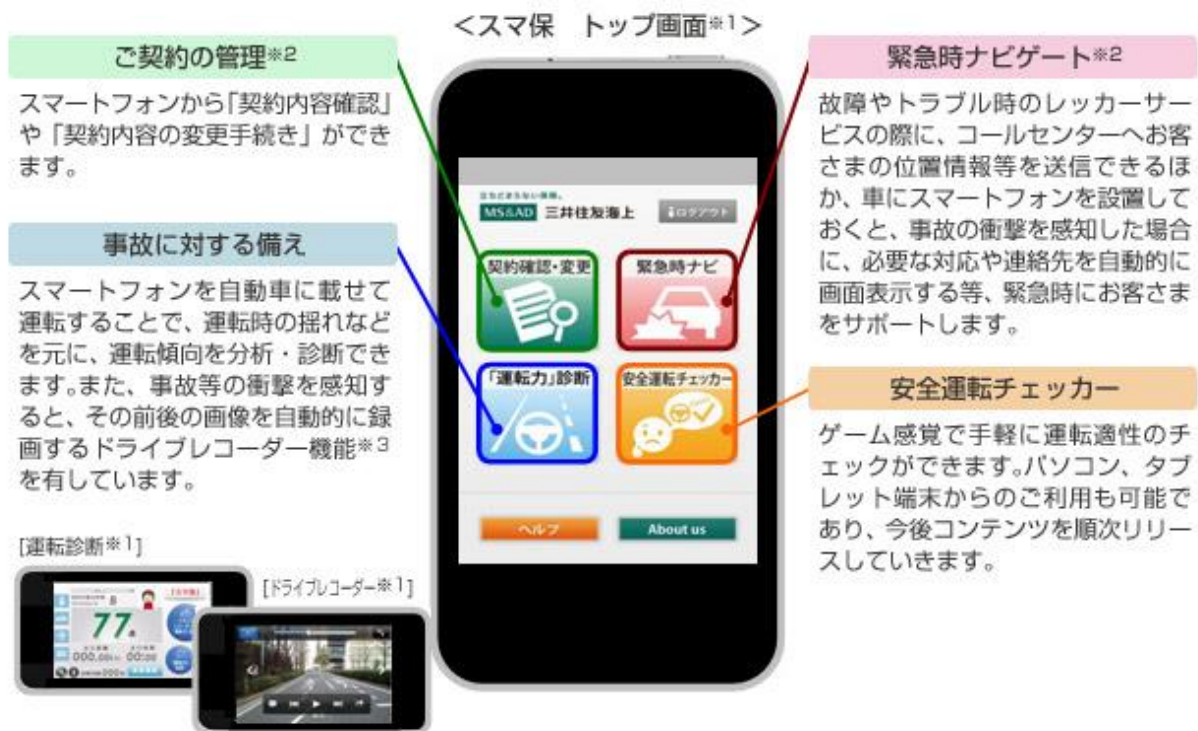 ＜スマ保　トップ画面※1＞
ご契約の管理※2
スマートフォンから「契約内容確認」
や「契約内容の変更手続き」ができ
ます。
事故に対する備え
スマートフォンを自動車に載せて
運転することで、運転時の揺れなど
を元に、運転傾向を分析・診断でき
ます。また、事故等の衝撃を感知す
ると、その前後の画像を自動的に録
画するドライブレコーダー機能※3
を有しています。
[運転診断※1]
77
000.00
00:00
000
[ドライブレコーダー※1]
立ちどまらない保険。
MS&AD 三井住友海上
ログアウト
契約確認・変更
緊急時ナビ
「運転力」診断
安全運転チェッカー
ヘルプ
About us
緊急時ナビゲート※2
故障やトラブル時のレッカーサー
ビスの際に、コールセンターへお客
さまの位置情報等を送信できるほ
か、車にスマートフォンを設置して
おくと、事故の衝撃を感知した場合
に、必要な対応や連絡先を自動的に
画面表示する等、緊急時にお客さま
をサポートします。
安全運転チェッカー
ゲーム感覚で手軽に運転適性のチ
ェックができます。パソコン、タブ
レット端末からのご利用も可能で
あり、今後コンテンツを順次リリー
スしていきます。